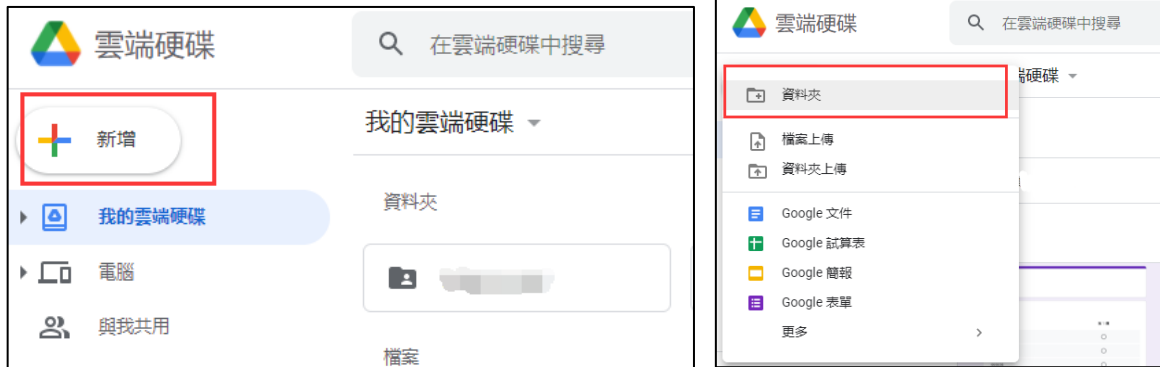 雲端硬碟
在雲端硬碟中搜尋
新增
我的雲端硬碟
資料夾
我的雲端硬碟
電腦
與我共用
檔案
雲端硬碟
在雲端硬碟中搜尋
端硬碟
資料夾
檔案上傳
資料夾上傳
Google 文件
Google 試算表
Google 簡報
Google 表單
更多